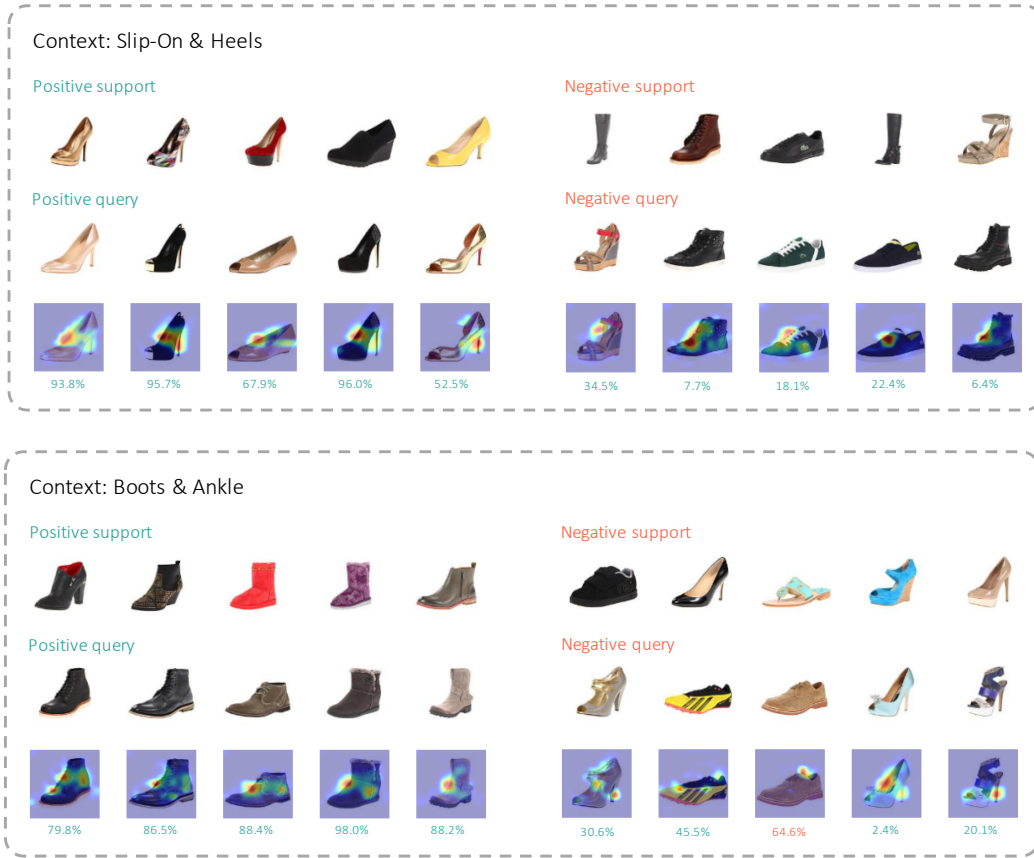 Context: Slip-On & Heels
Positive support
Negative support
Positive query
Negative query
93.8% 95.7% 67.9% 96.0% 52.5% 34.5% 7.7% 18.1% 22.4% 6.4%
Context: Boots & Ankle
Positive support
Negative support
Positive query
Negative query
79.8% 86.5% 88.4% 98.0% 88.2% 30.6% 45.5% 64.6% 2.4% 20.1%